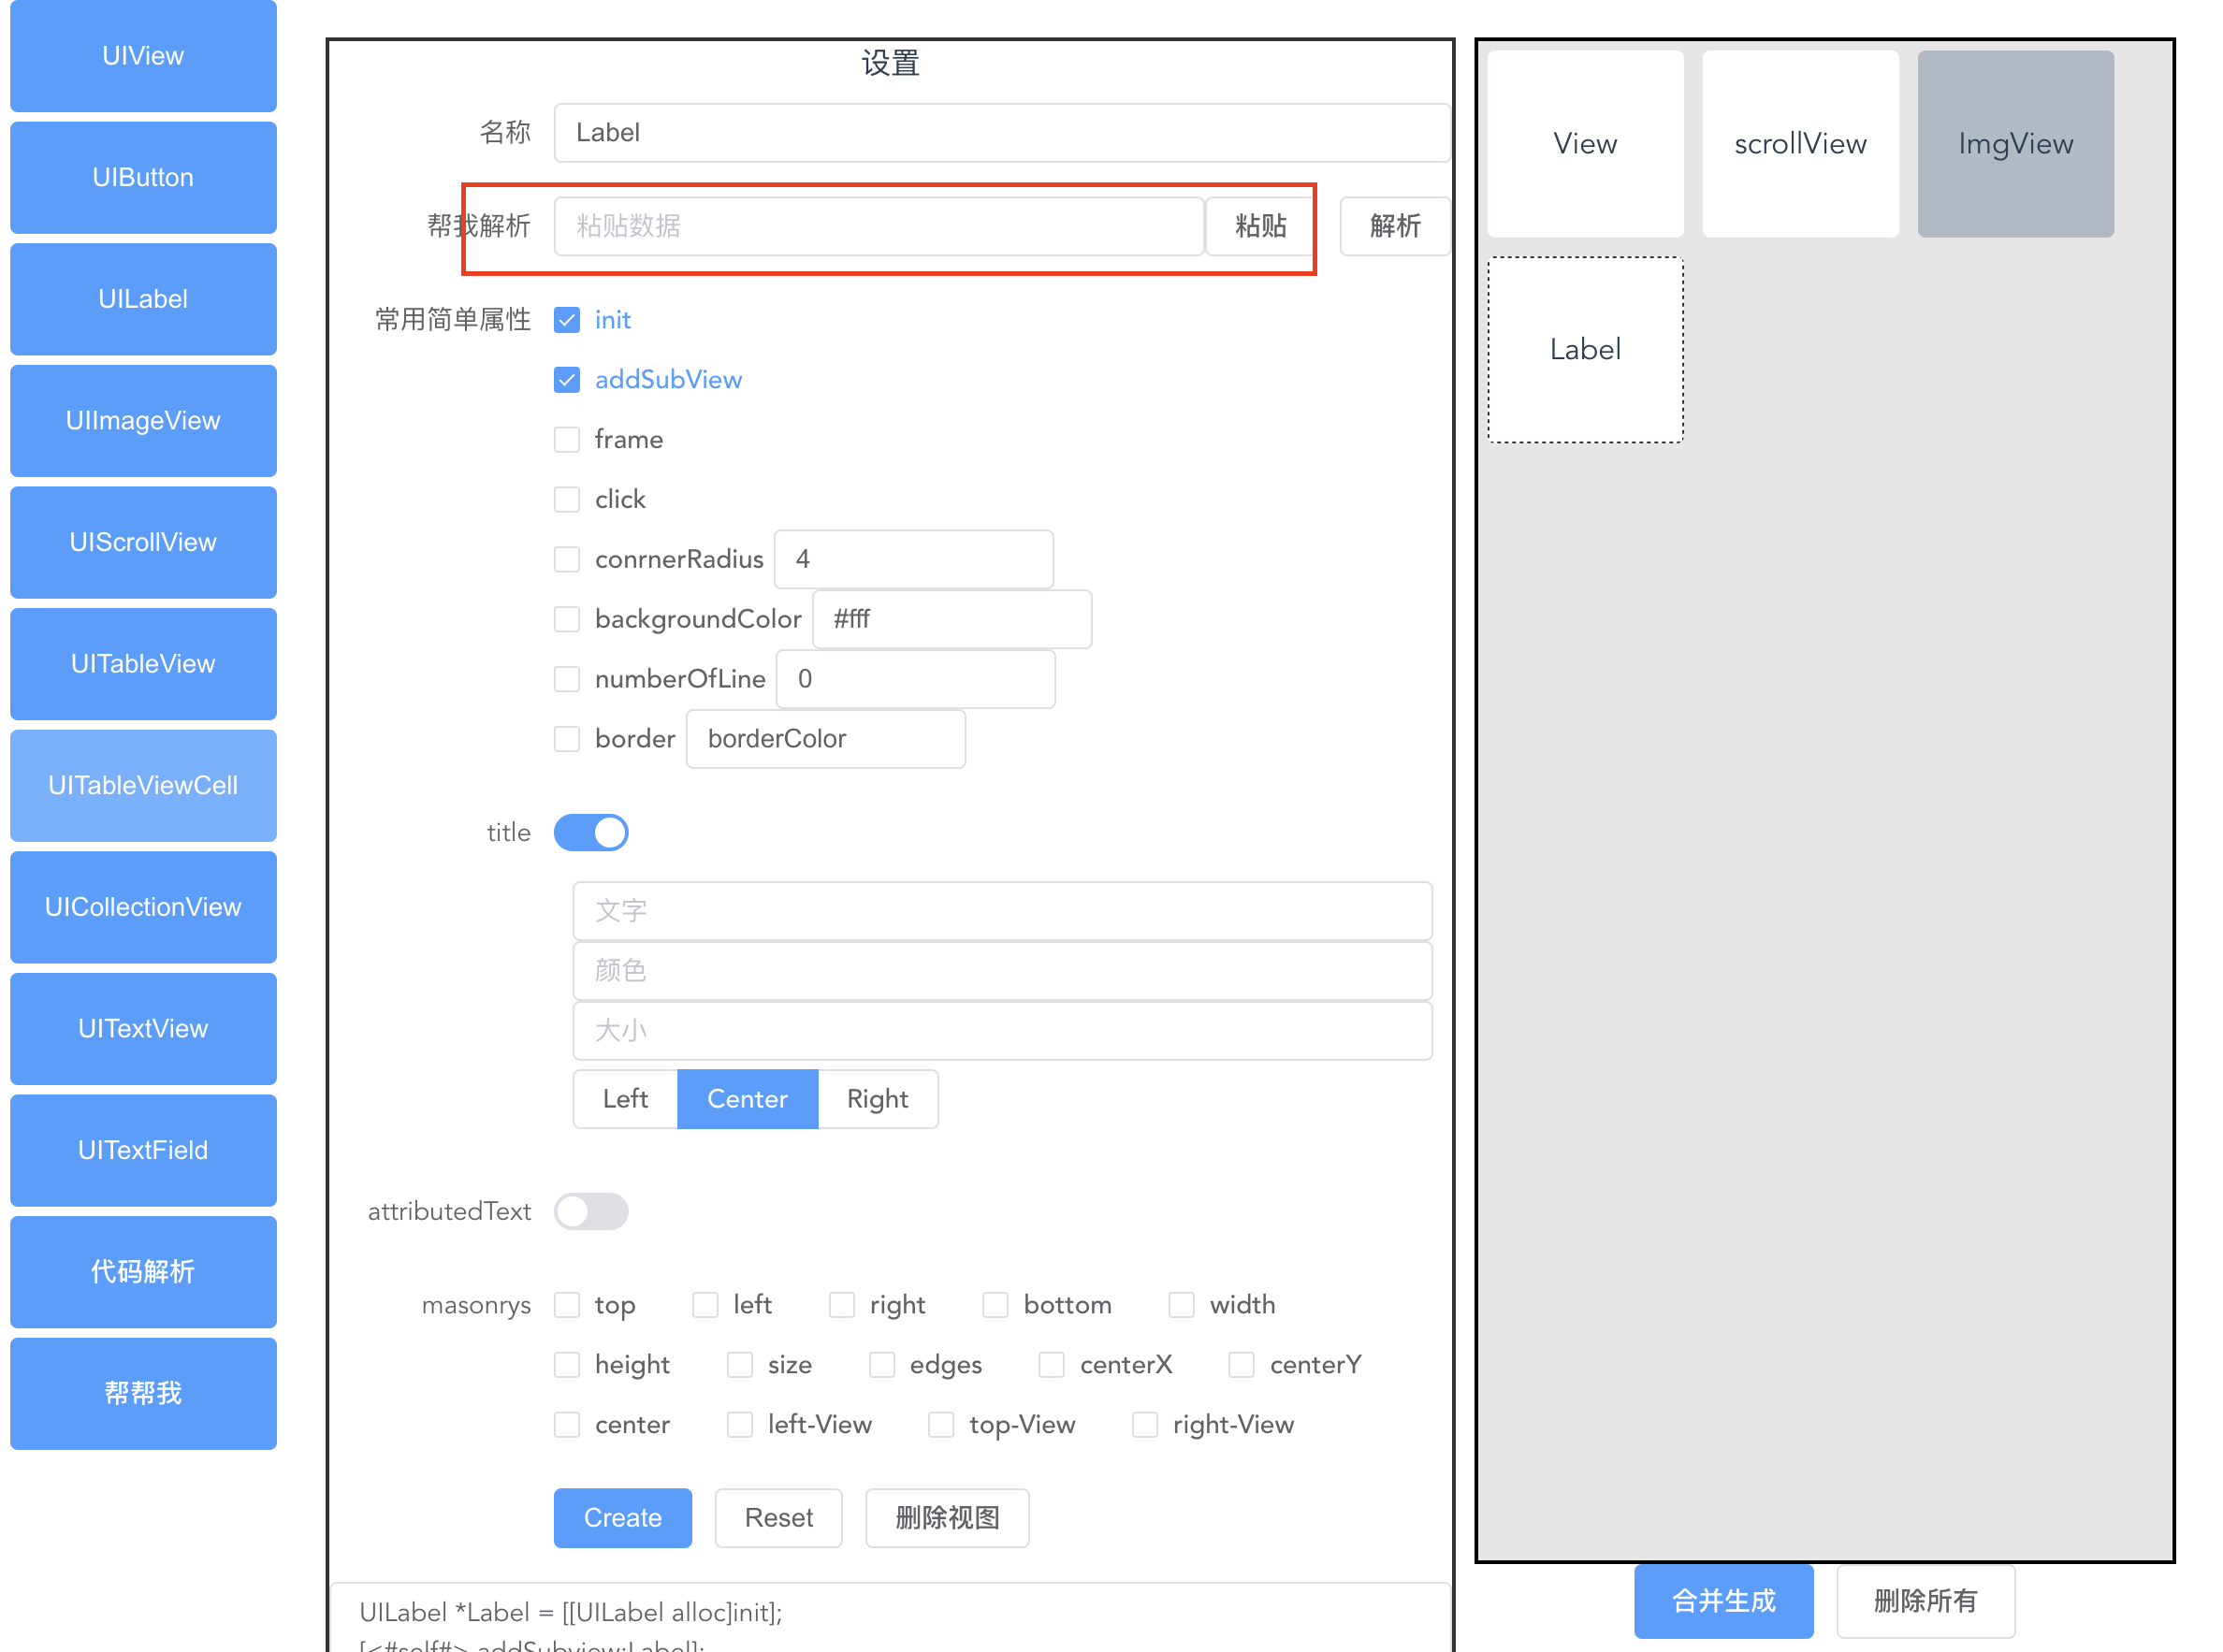 UIView
UIButton
UILabel
UIImageView
UIScrollView
UITableView
UITableViewCell
UICollectionView
UITextView
UITextField
代码解析
帮帮我
设置
名称 Label
帮我解析 粘贴数据 粘贴 解析
常用简单属性 init
addSubView
frame
click
conrnerRadius 4
backgroundColor #fff
numberOfLine 0
border borderColor
title
文字
颜色
大小
Left Center Right
attributedText
masonrys top left right bottom width
height size edges centerX centerY
center left-View top-View right-View
Create Reset 删除视图
UILabel *Label = [[UILabel alloc]init];
[<#self#> addSubview:Label];
View scrollView ImgView
Label
合并生成 删除所有